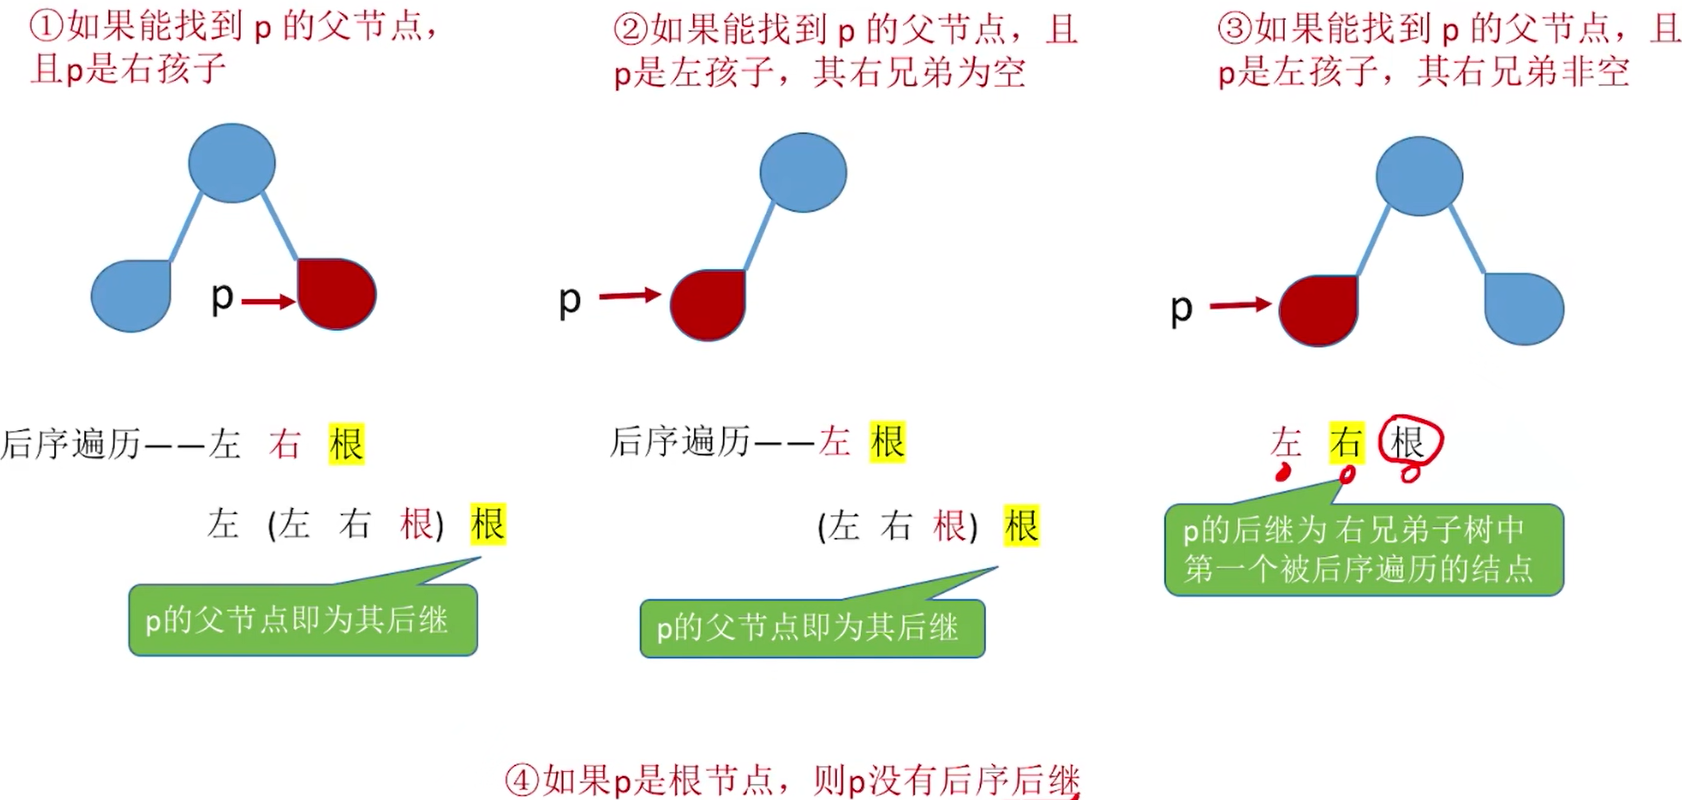 ①如果能找到 p 的父节点，
且p是右孩子
p
后序遍历——左 右 根
左 (左 右 根) 根
p的父节点即为其后继
②如果能找到 p 的父节点，且
p是左孩子，其右兄弟为空
p
后序遍历——左 根
(左 右 根) 根
p的父节点即为其后继
③如果能找到 p 的父节点，且
p是左孩子，其右兄弟非空
p
左 右 根
p的后继为 右兄弟子树中
第一个被后序遍历的结点
④如果p是根节点，则p没有后序后继